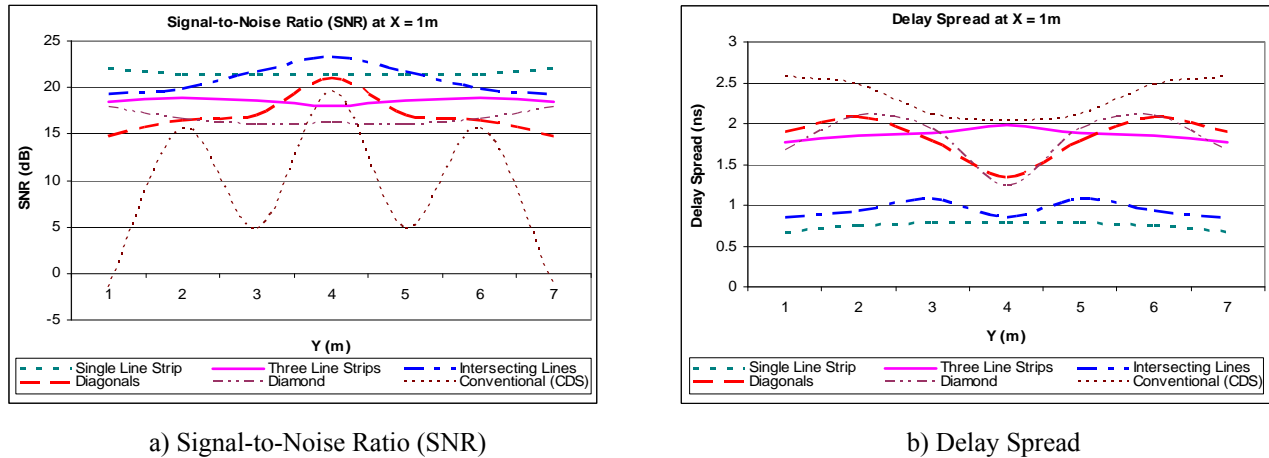 Signal-to-Noise Ratio (SNR) at X = 1m
SNR (dB)
25
20
15
10
5
0
-5
1 2 3 4 5 6 7
Y (m)
Single Line Strip Three Line Strips Intersecting Lines
Diagonals Diamond Conventional (CDS)
a) Signal-to-Noise Ratio (SNR)
Delay Spread at X = 1m
Delay Spread (ns)
3
2.5
2
1.5
1
0.5
0
1 2 3 4 5 6 7
Y (m)
Single Line Strip Three Line Strips Intersecting Lines
Diagonals Diamond Conventional (CDS)
b) Delay Spread